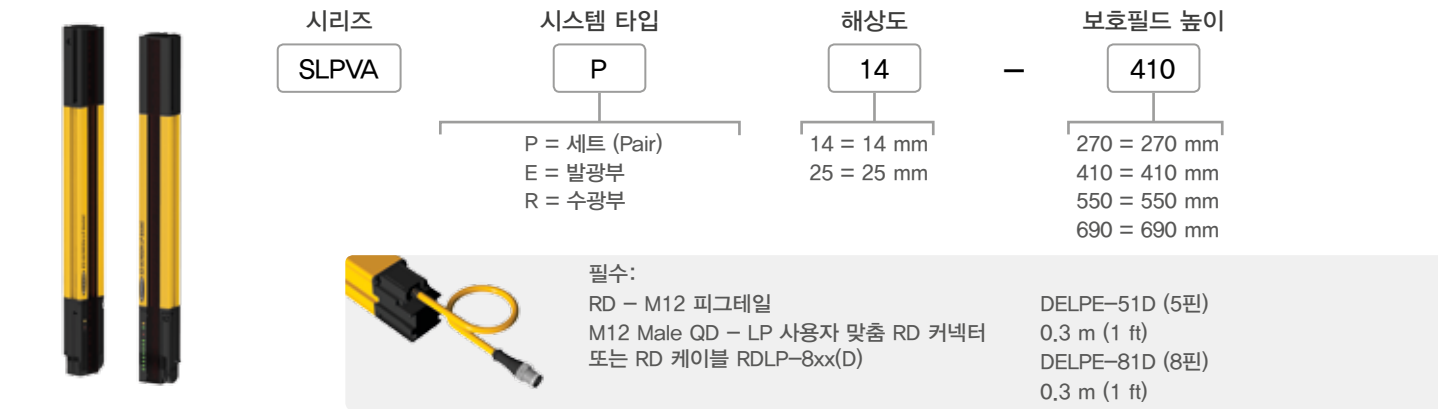 시리즈 시스템 타입 해상도 보호필드 높이
SLPVA P 14 – 410
P = 세트 (Pair)
E = 발광부
R = 수광부
14 = 14 mm
25 = 25 mm
270 = 270 mm
410 = 410 mm
550 = 550 mm
690 = 690 mm
필수:
RD – M12 피그테일
M12 Male QD – LP 사용자 맞춤 RD 커넥터
또는 RD 케이블 RDLP-8xx(D)
DELPE-51D (5핀)
0.3 m (1 ft)
DELPE-81D (8핀)
0.3 m (1 ft)